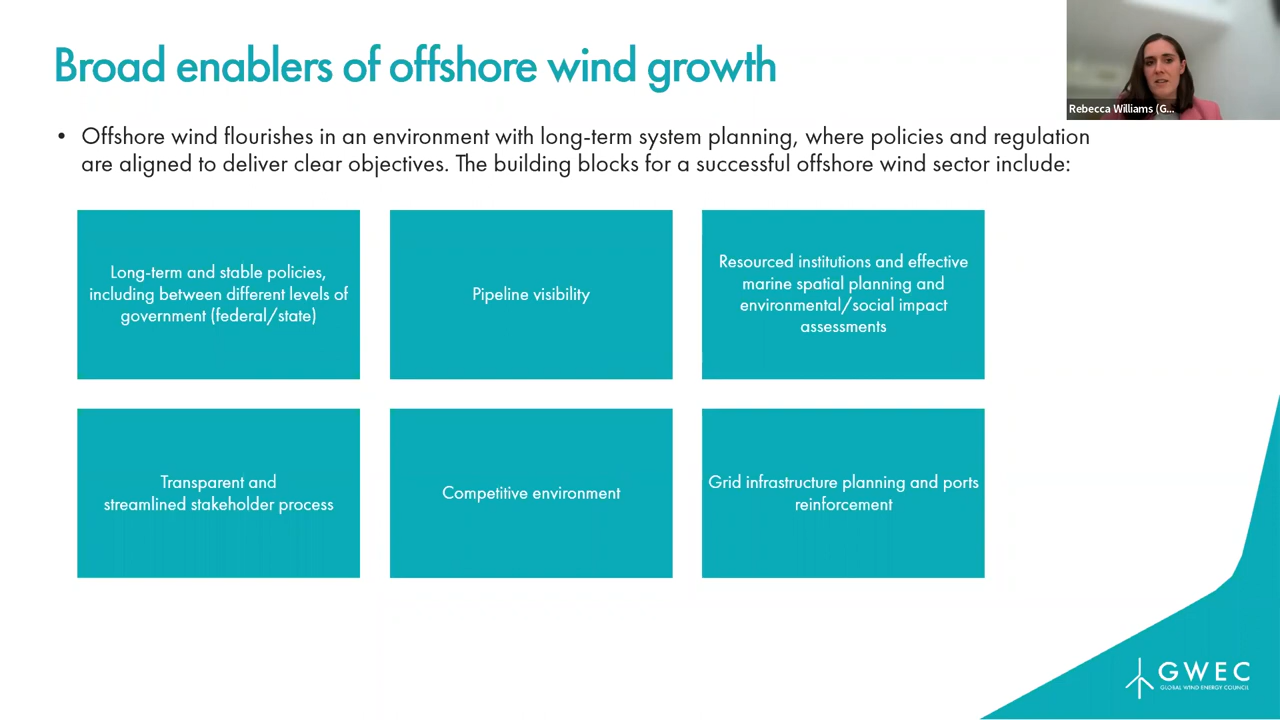 Broad enablers of offshore wind growth
Rebecca Williams (G...
• Offshore wind flourishes in an environment with long-term system planning, where policies and regulation
are aligned to deliver clear objectives. The building blocks for a successful offshore wind sector include:
Long-term and stable policies,
including between different levels of
government (federal/state)
Pipeline visibility
Resourced institutions and effective
marine spatial planning and
environmental/social impact
assessments
Transparent and
streamlined stakeholder process
Competitive environment
Grid infrastructure planning and ports
reinforcement
GWEC
GLOBAL WIND ENERGY COUNCIL